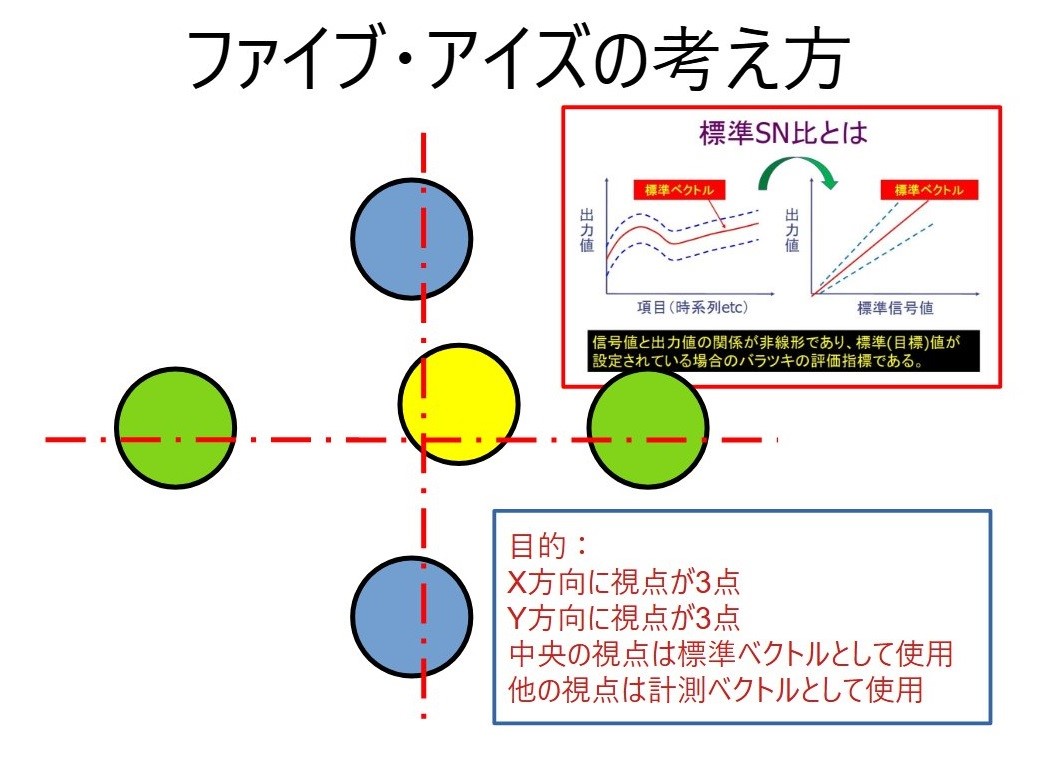 ファイブ・アイズの考え方
標準SN比とは
標準ベクトル
出力値
項目(時系列etc)
標準ベクトル
出力値
標準信号値
信号値と出力値の関係が非線形であり、標準(目標)値が
設定されている場合のバラツキの評価指標である。
目的：
X方向に視点が3点
Y方向に視点が3点
中央の視点は標準ベクトルとして使用
他の視点は計測ベクトルとして使用